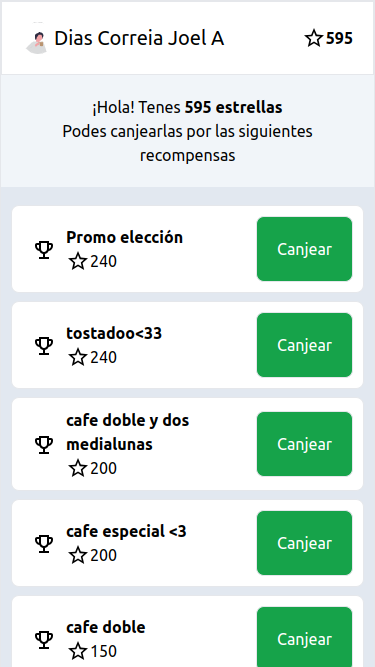 Dias Correia Joel A
595
¡Hola! Tenes 595 estrellas
Podes canjearlas por las siguientes
recompensas
Promo elección
240
Canjear
tostadoo<33
240
Canjear
cafe doble y dos
medialunas
200
Canjear
cafe especial <3
200
Canjear
cafe doble
150
Canjear